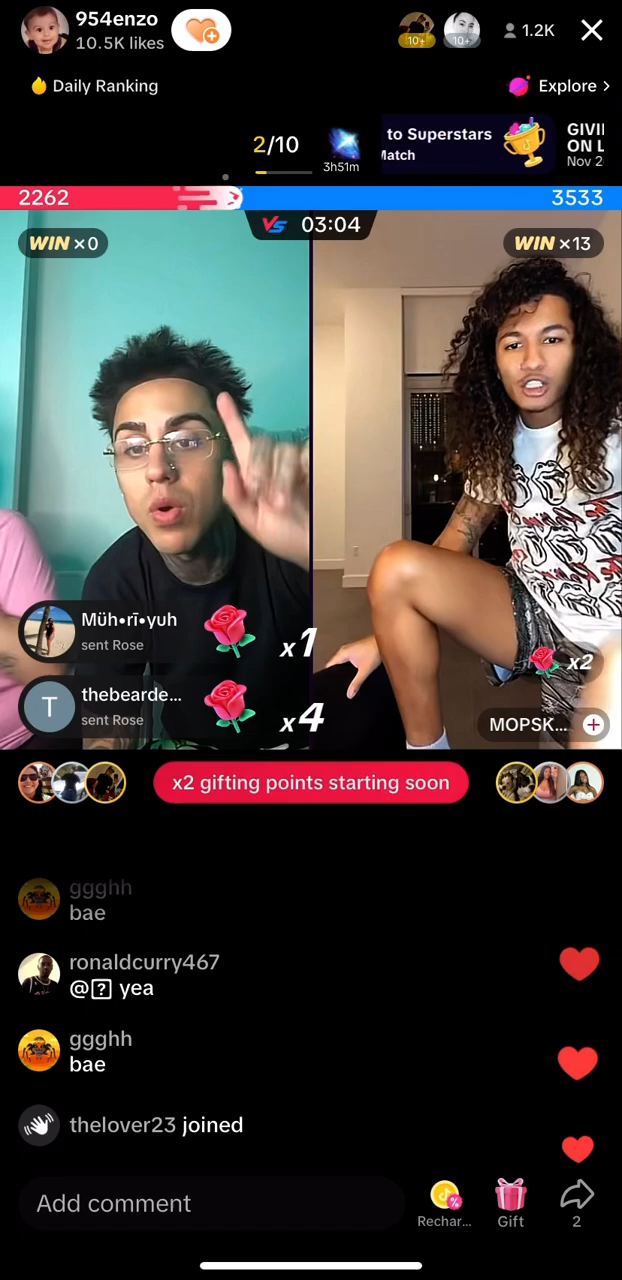 954enzo
10.5K likes
10+
10+
1.2K
Daily Ranking
Explore >
2/10
3h51m
to Superstars
Match
ON L
Nov 2
2262
3533
VS 03:04
WIN ×0
WIN ×13
Müh•rī•yuh
sent Rose
x1
thebearde...
sent Rose
x4
T
x2
MOPSK...
x2 gifting points starting soon
ggghh
bae
ronaldcurry467
@⍰ yea
ggghh
bae
thelover23 joined
Add comment
Rechar...
Gift
2